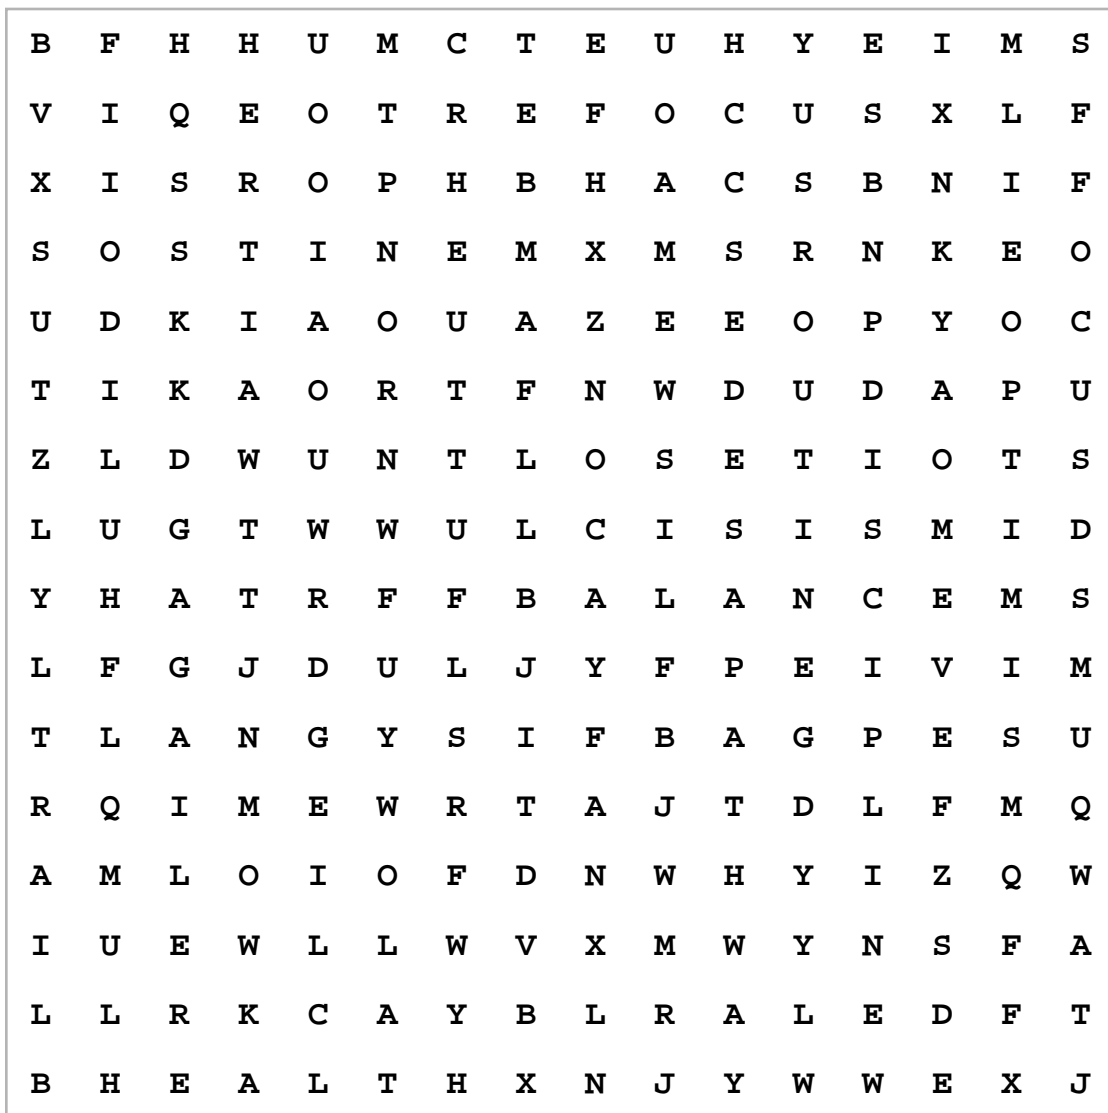 B F H H U M C T E U H Y E I M S
V I Q E O T R E F O C U S X L F
X I S R O P H B H A C S B N I F
S O S T I N E M X M S R N K E O
U D K I A O U A Z E E O P Y O C
T I K A O R T F N W D U D A P U
Z L D W U N T L O S E T I O T S
L U G T W W U L C I S I S M I D
Y H A T R F F B A L A N C E M S
L F G J D U L J Y F P E I V I M
T L A N G Y S I F B A G P E S U
R Q I M E W R T A J T D L F M Q
A M L O I O F D N W H Y I Z Q W
I U E W L L W V X M W Y N S F A
L L R K C A Y B L R A L E D F T
B H E A L T H X N J Y W W E X J